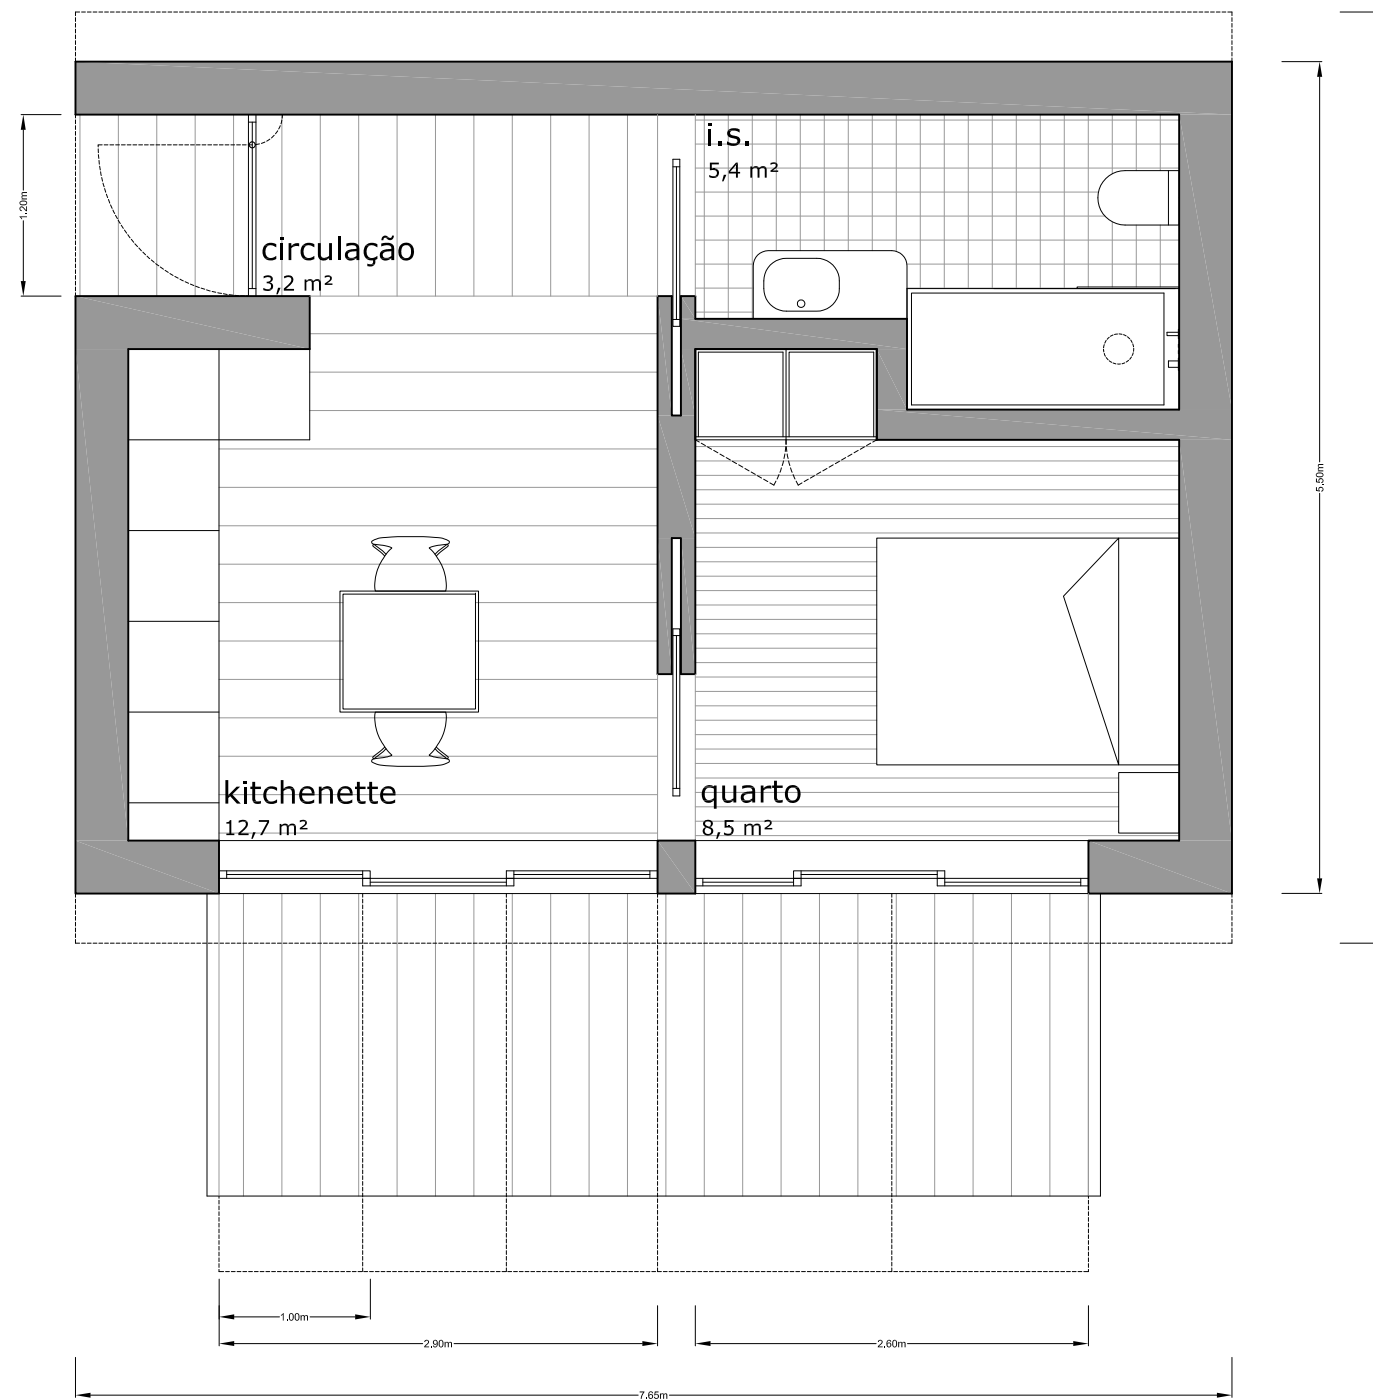 i.s.
5,4 m²
1.20m
circulação
3,2 m²
5.50m
kitchenette
12,7 m²
quarto
8,5 m²
1.00m
2.90m
2.60m
7.65m